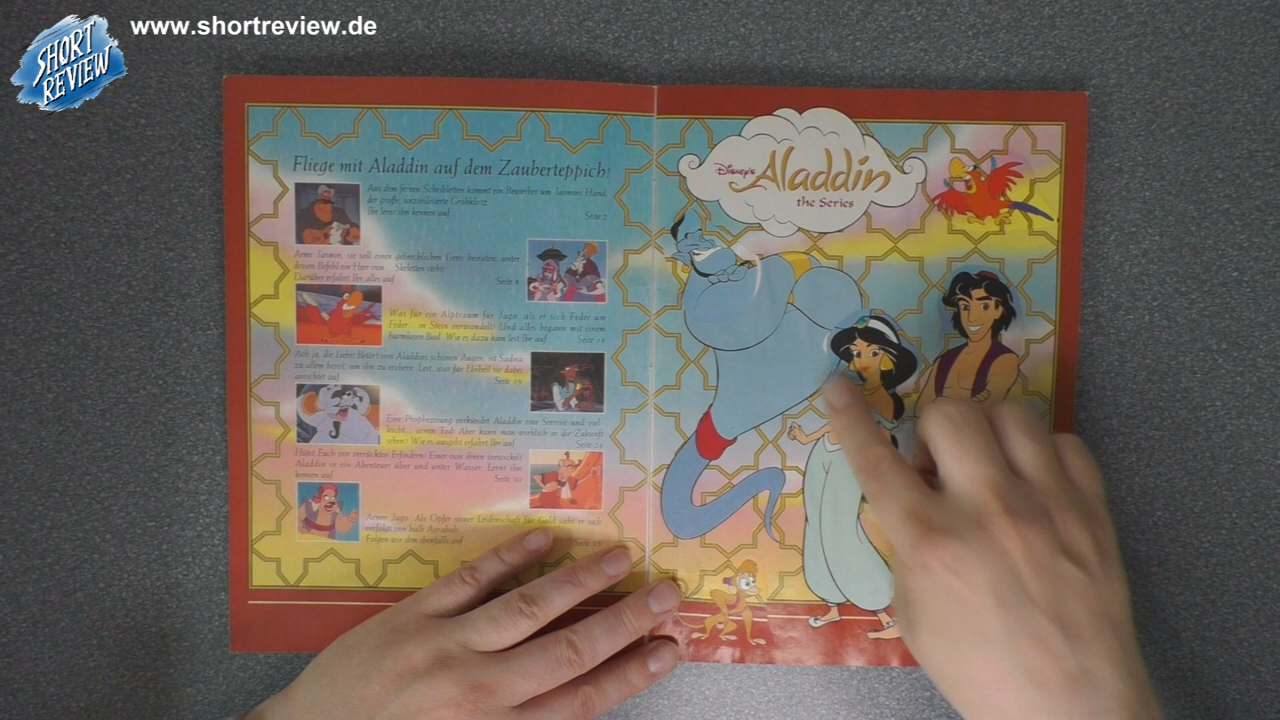 SHORT
REVIEW
www.shortreview.de
Fliege mit Aladdin auf dem Zauberteppich!
Aus dem fernen kommt ein Bewerber um Jasmins Hand,
der große, unzivilisierte Grobklotz.
Ihr lernt ihn kennen auf Seite 2
Arme Jasmin, sie soll einen gebrechlichen Greis heiraten, unter
dessen Befehl ein Heer von... Skeletten steht!
Darüber erfahrt Ihr alles auf Seite
Was für ein Alptraum für Jago, als er sich Feder um
Feder... in Stein verwandelt! Und alles begann mit einem
harmlosen Bad. Wie es dazu kam lest Ihr auf Seite 14
Ach ja, die Liebe! Betört von Aladdins schönen Augen, ist Sadira
zu allem bereit, um ihn zu erobern. Lest, was für Unheil sie dabei
anrichtet auf Seite 19
Eine Prophezeiung verkündet Aladdin eine Sirene und viel-
leicht... seinen Tod! Aber kann man wirklich in die Zukunft
sehen? Wie es ausgeht erfahrt Ihr auf Seite
Hütet Euch vor verrückten Erfindern! Einer von ihnen verwickelt
Aladdin in ein Abenteuer über und unter Wasser. Lernt ihn
kennen auf Seite 30
Armer Jago. Als Opfer seiner Leidenschaft für Gold sieht er sich
verfolgt von halb Agrabah.
Folgen wir ihm ebenfalls auf Seite
Disney's
Aladdin
the Series